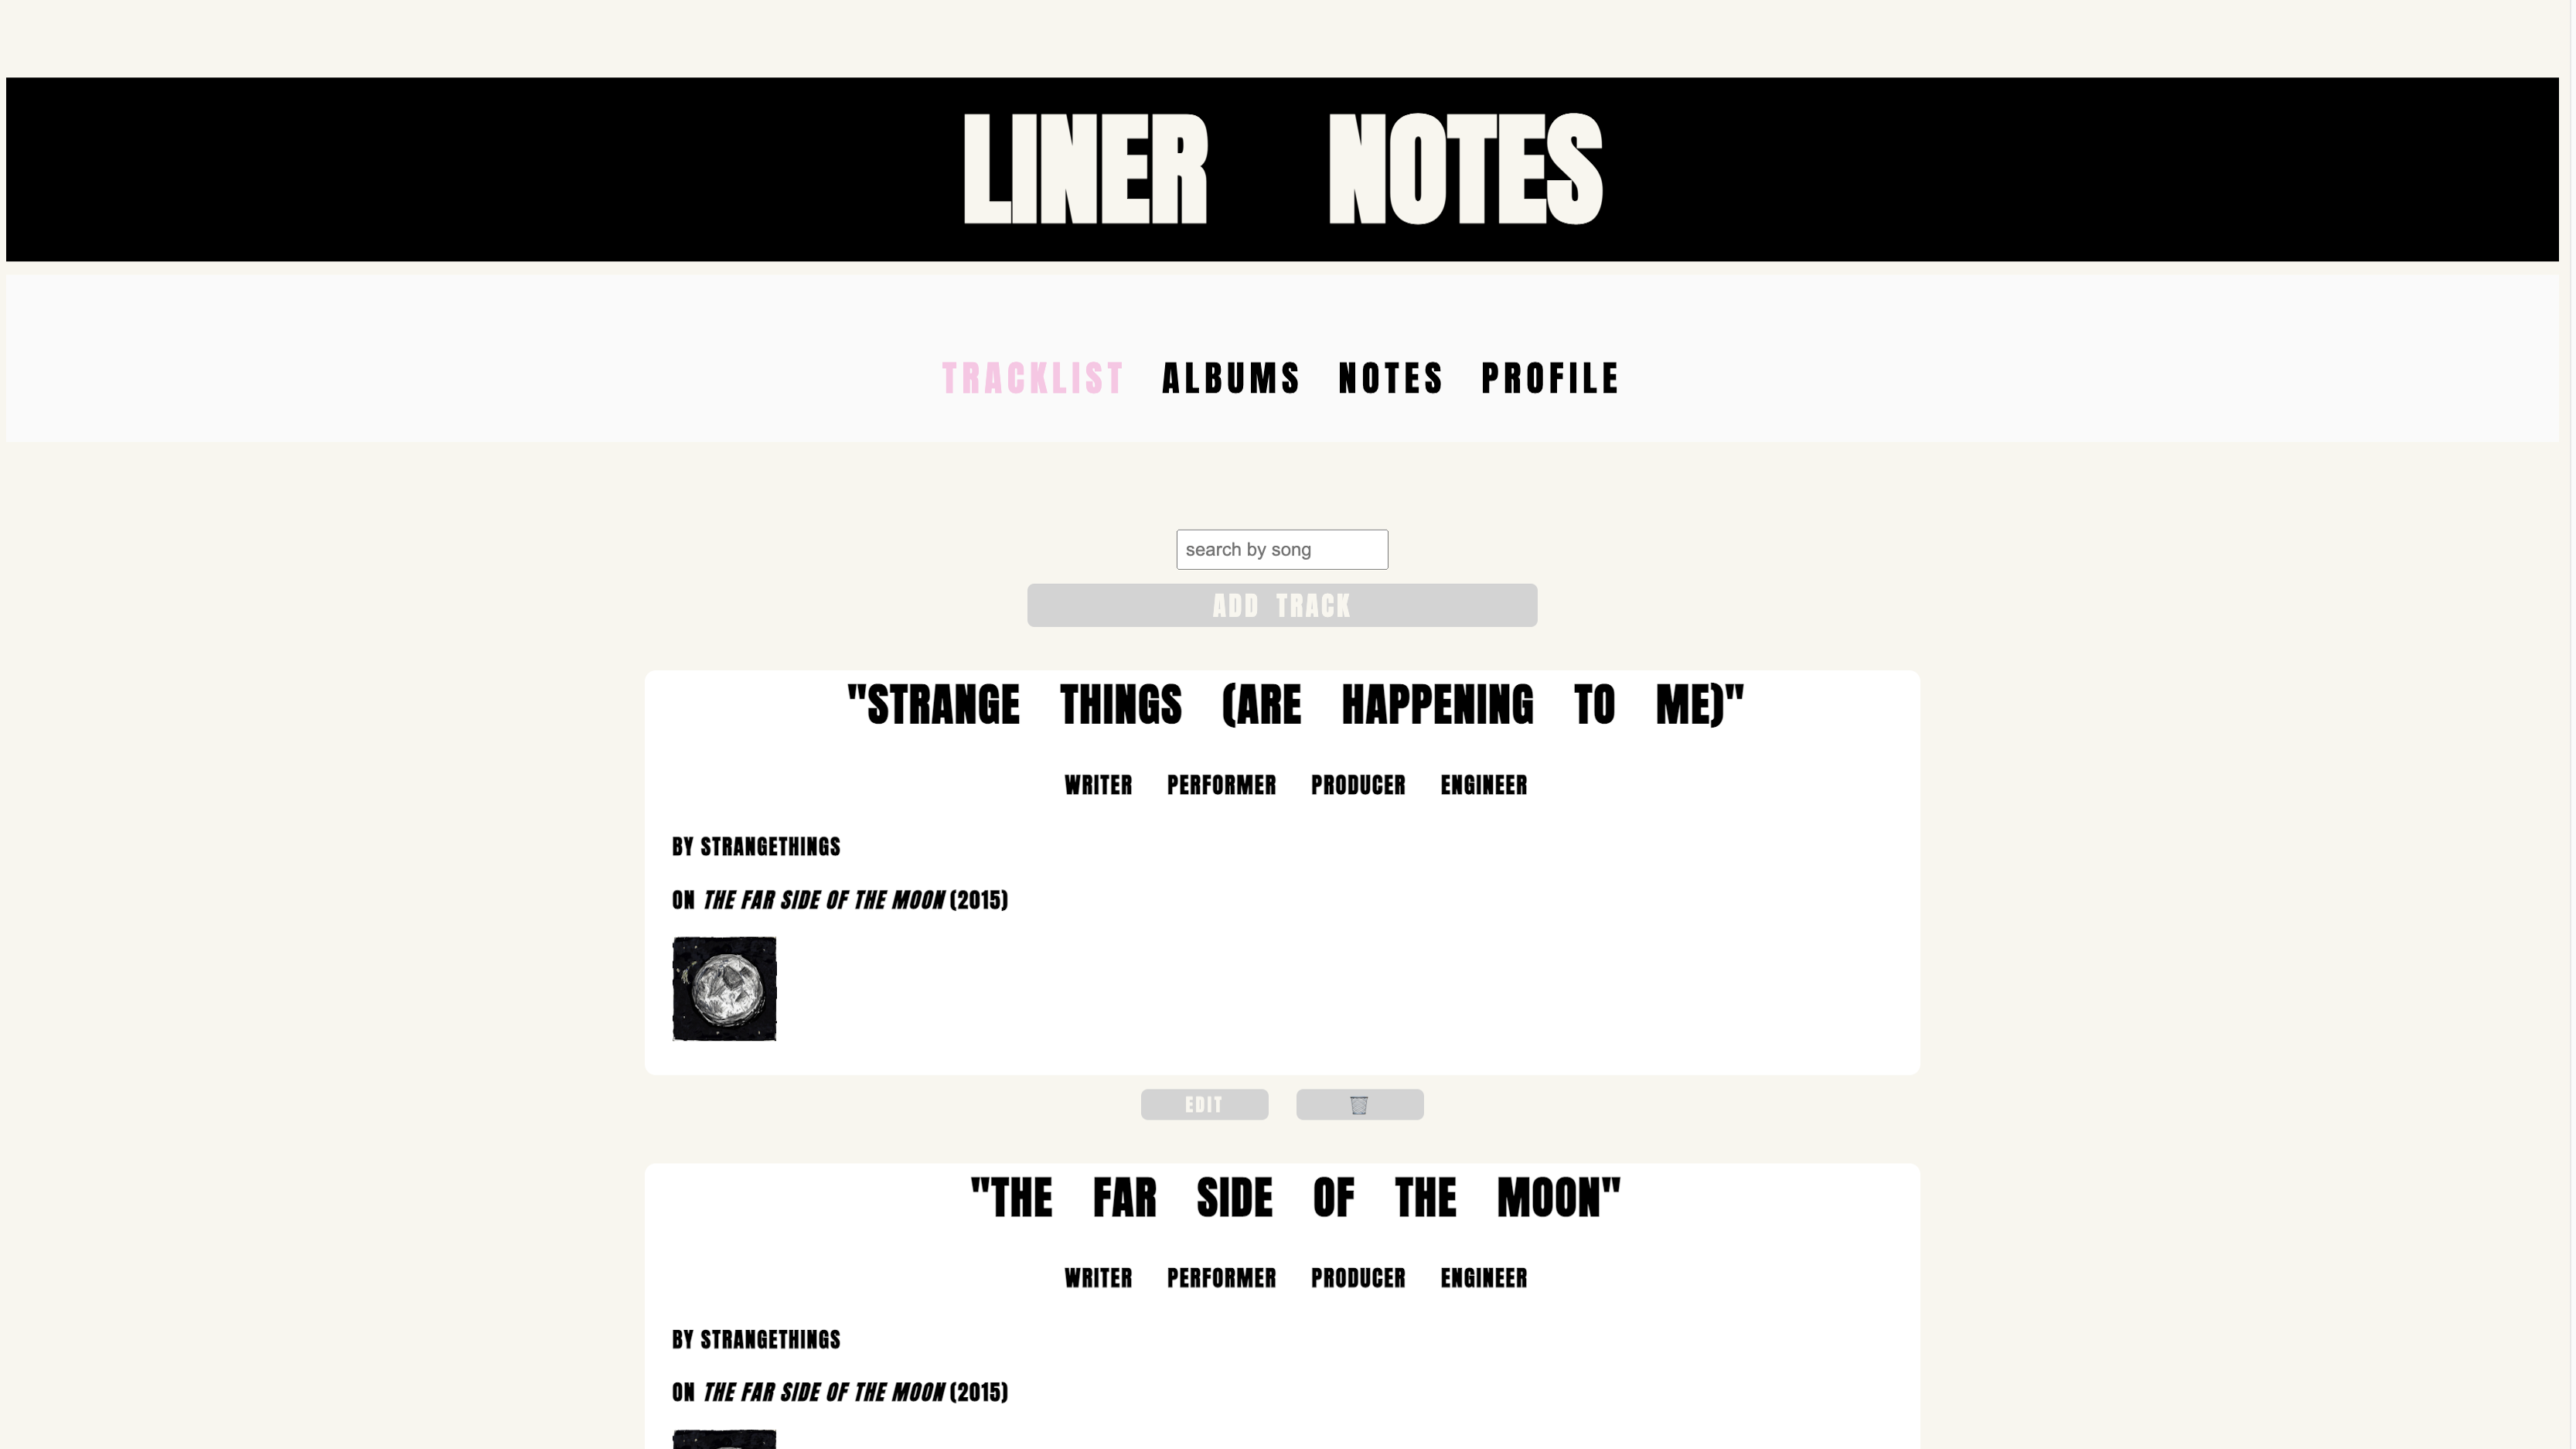 LINER NOTES
TRACKLIST ALBUMS NOTES PROFILE
search by song
ADD TRACK
"STRANGE THINGS (ARE HAPPENING TO ME)"
WRITER PERFORMER PRODUCER ENGINEER
BY STRANGETHINGS
ON THE FAR SIDE OF THE MOON (2015)
EDIT
"THE FAR SIDE OF THE MOON"
WRITER PERFORMER PRODUCER ENGINEER
BY STRANGETHINGS
ON THE FAR SIDE OF THE MOON (2015)